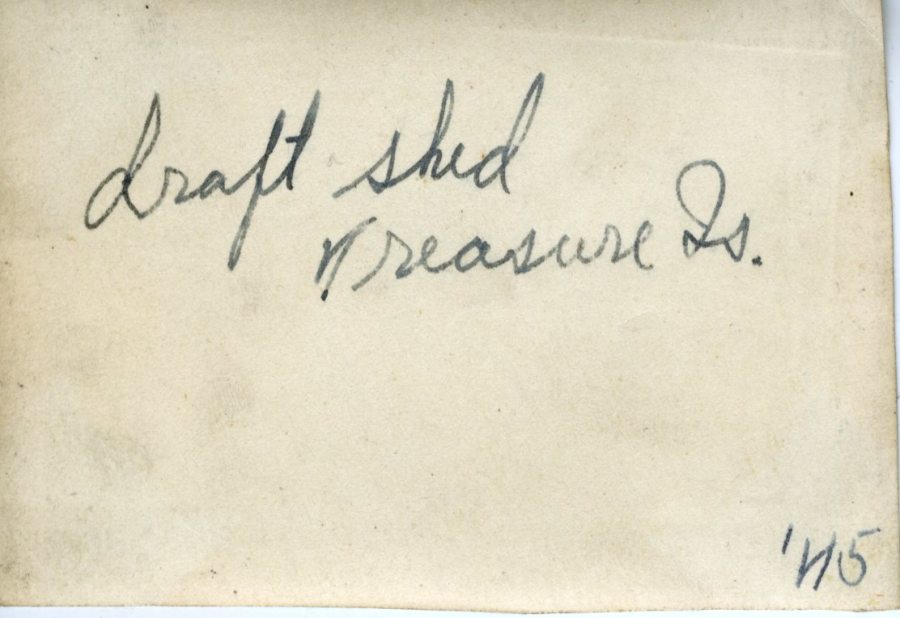 draft shed
Treasure Is.
'45